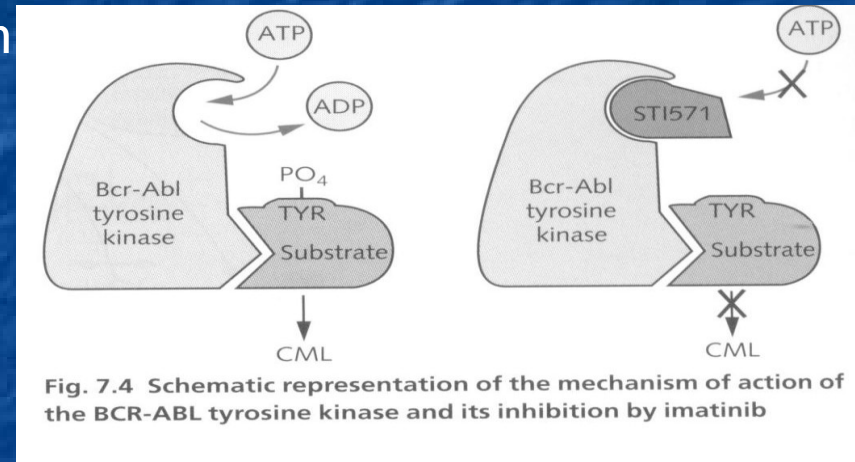 n
ATP
ADP
PO4
TYR
Bcr-Abl
tyrosine
kinase
Substrate
CML
ATP
STI571
Bcr-Abl
tyrosine
kinase
TYR
Substrate
CML
Fig. 7.4 Schematic representation of the mechanism of action of
the BCR-ABL tyrosine kinase and its inhibition by imatinib